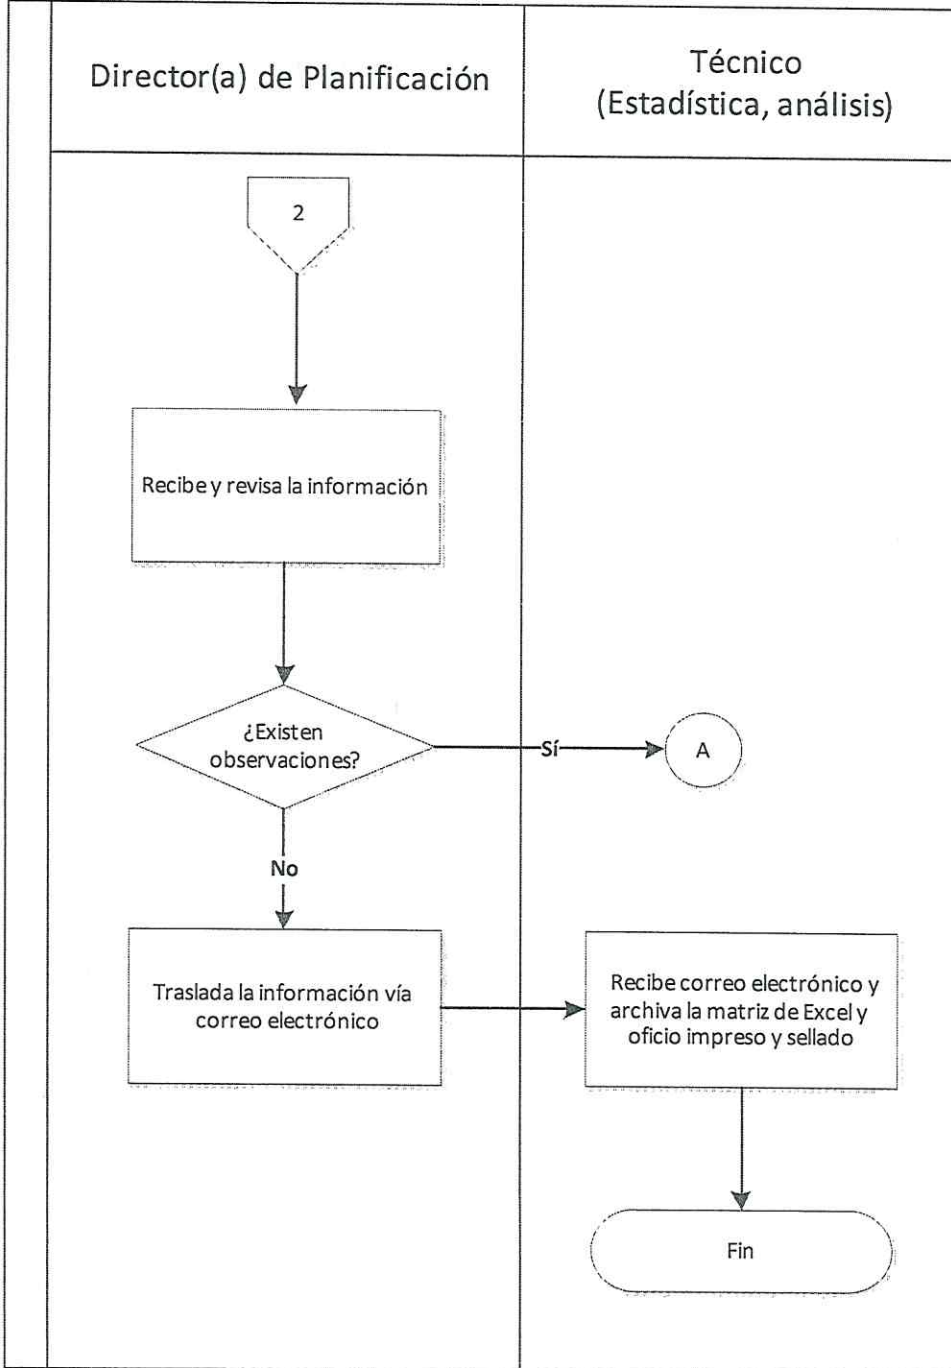 Director(a) de Planificación
Técnico
(Estadística, análisis)
2
Recibe y revisa la información
¿Existen
observaciones?
Sí
A
No
Traslada la información vía
correo electrónico
Recibe correo electrónico y
archiva la matriz de Excel y
oficio impreso y sellado
Fin